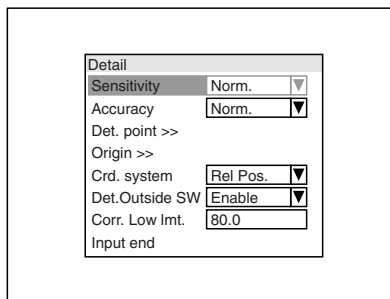 Detail
Sensitivity Norm.
Accuracy Norm.
Det. point >>
Origin >>
Crd. system Rel Pos.
Det.Outside SW Enable
Corr. Low lmt. 80.0
Input end